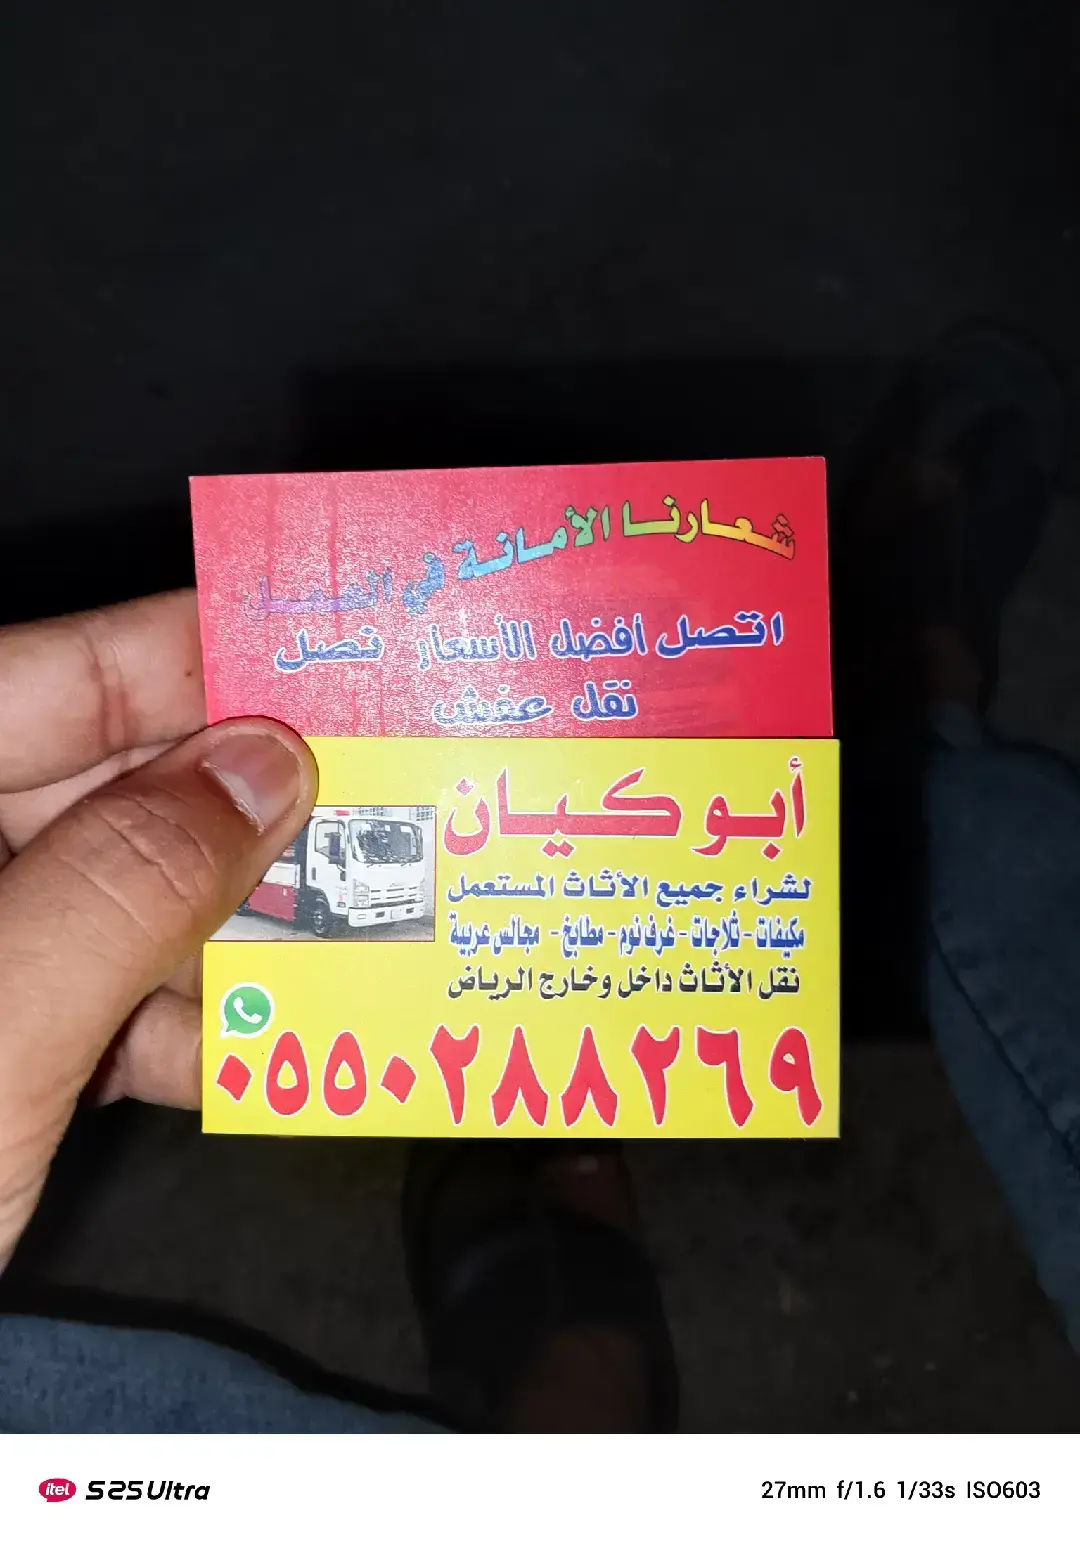 شعارنا الأمانة في العمل
اتصل أفضل الأسعار نصل
نقل عفش
أبو كيان
لشراء جميع الأثاث المستعمل
مكيفات - ثلاجات - غرف نوم - مطابخ - مجالس عربية
نقل الأثاث داخل وخارج الرياض
٠٥٥٠٢٨٨٢٦٩
itel S25 Ultra
27mm f/1.6 1/33s ISO603